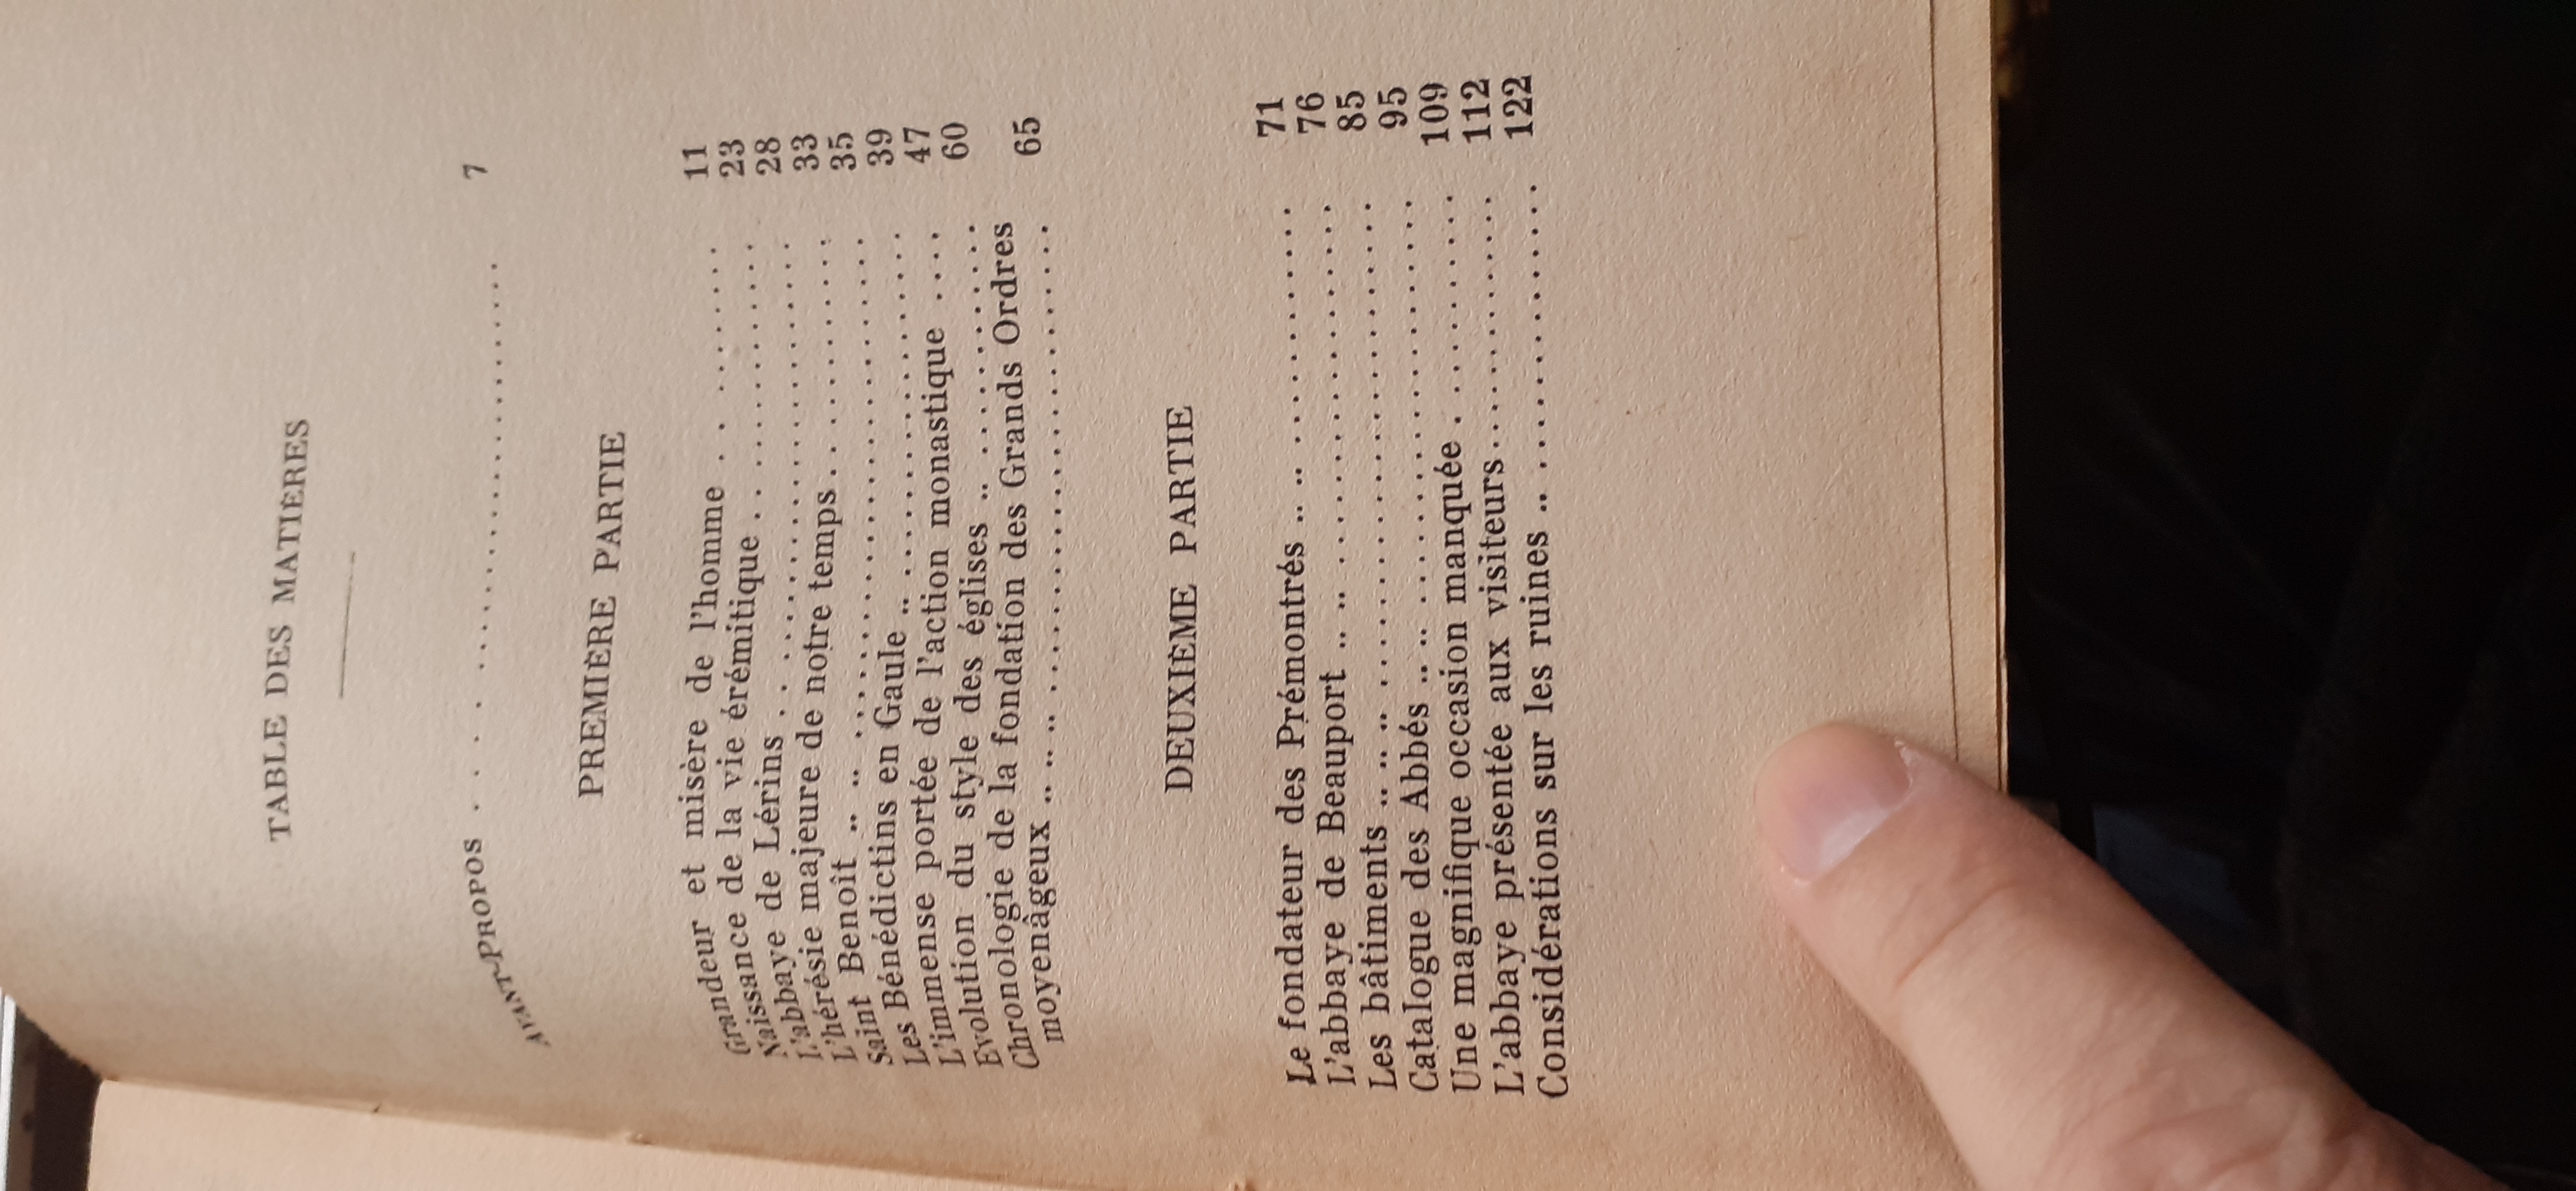 TABLE DES MATIÈRES
AVANT-PROPOS . . . . . . . . . . . . . . . . . . . . . . . . . 7
PREMIÈRE PARTIE
Grandeur et misère de l'homme . . . . . . . . . 11
Naissance de la vie érémitique . . . . . . . . . . . . 23
L'abbaye de Lérins . . . . . . . . . . . . . . . . . . . . . 28
L'hérésie majeure de notre temps . . . . . . . . . . 33
Saint Benoît .. .. . . . . . . . . . . . . . . . . . . . . . . 35
Les Bénédictins en Gaule .. . . . . . . . . . . . . . . . 39
L'immense portée de l'action monastique . . . . 47
Evolution du style des églises .. . . . . . . . . . . . 60
Chronologie de la fondation des Grands Ordres
moyenâgeux .. .. .. . . . . . . . . . . . . . . . . . . . . . 65
DEUXIÈME PARTIE
Le fondateur des Prémontrés .. .. . . . . . . . . . . 71
L'abbaye de Beauport .. .. . . . . . . . . . . . . . . . 76
Les bâtiments .. .. .. . . . . . . . . . . . . . . . . . . . 85
Catalogue des Abbés .. .. . . . . . . . . . . . . . . . . 95
Une magnifique occasion manquée . . . . . . . . . 109
L'abbaye présentée aux visiteurs . . . . . . . . . . . 112
Considérations sur les ruines .. . . . . . . . . . . . . 122